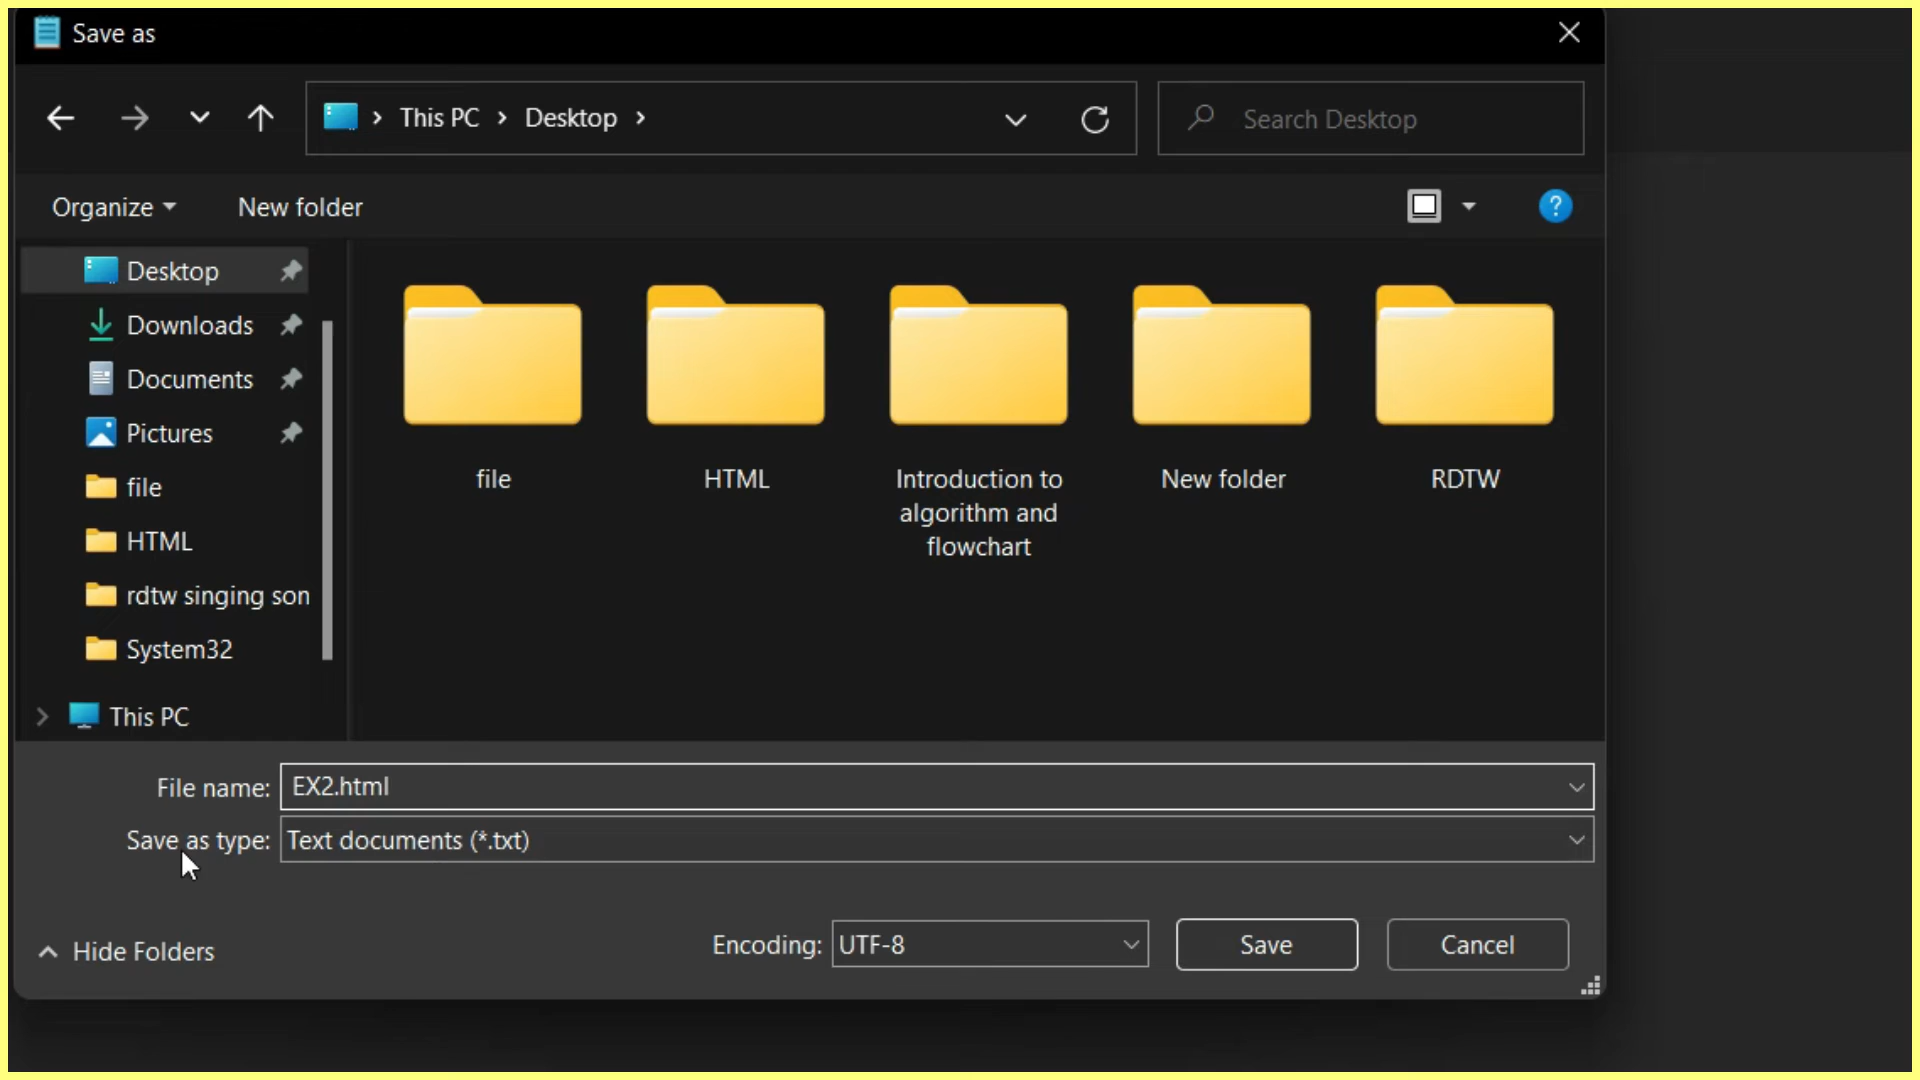 Save as
This PC
Desktop
Search Desktop
Organize
New folder
?
Desktop
Downloads
Documents
Pictures
file
HTML
rdtw singing son
System32
This PC
file
HTML
Introduction to
algorithm and
flowchart
New folder
RDTW
File name: EX2.html
Save as type: Text documents (*.txt)
Hide Folders
Encoding: UTF-8
Save
Cancel